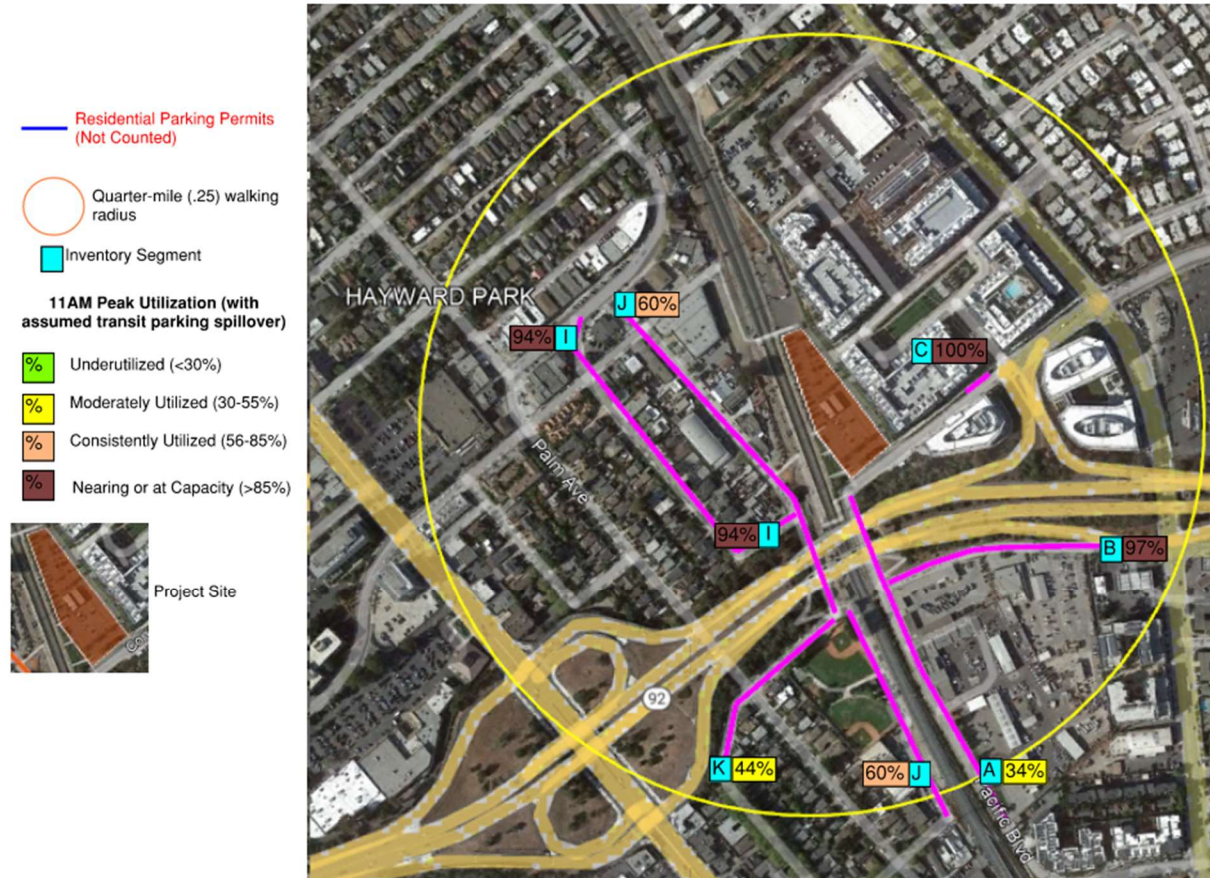 Residential Parking Permits
(Not Counted)
Quarter-mile (.25) walking
radius
Inventory Segment
11AM Peak Utilization (with
assumed transit parking spillover)
% Underutilized (<30%)
% Moderately Utilized (30-55%)
% Consistently Utilized (56-85%)
% Nearing or at Capacity (>85%)
Project Site
HAYWARD PARK
J 60%
94% I
C 100%
Palm Ave
94% I
B 97%
92
K 44%
60% J
A 34%
acific Blvd